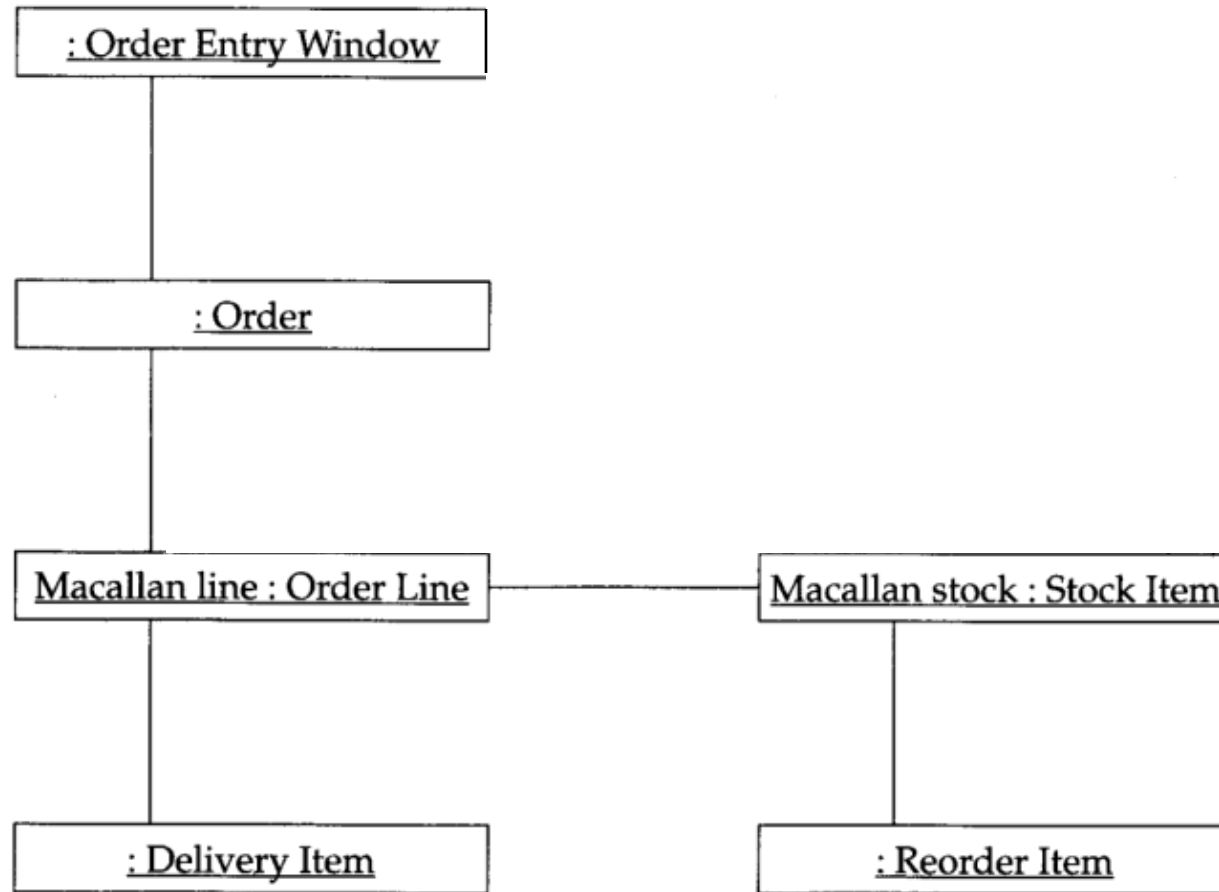 : Order Entry Window
: Order
Macallan line : Order Line
Macallan stock : Stock Item
: Delivery Item
: Reorder Item